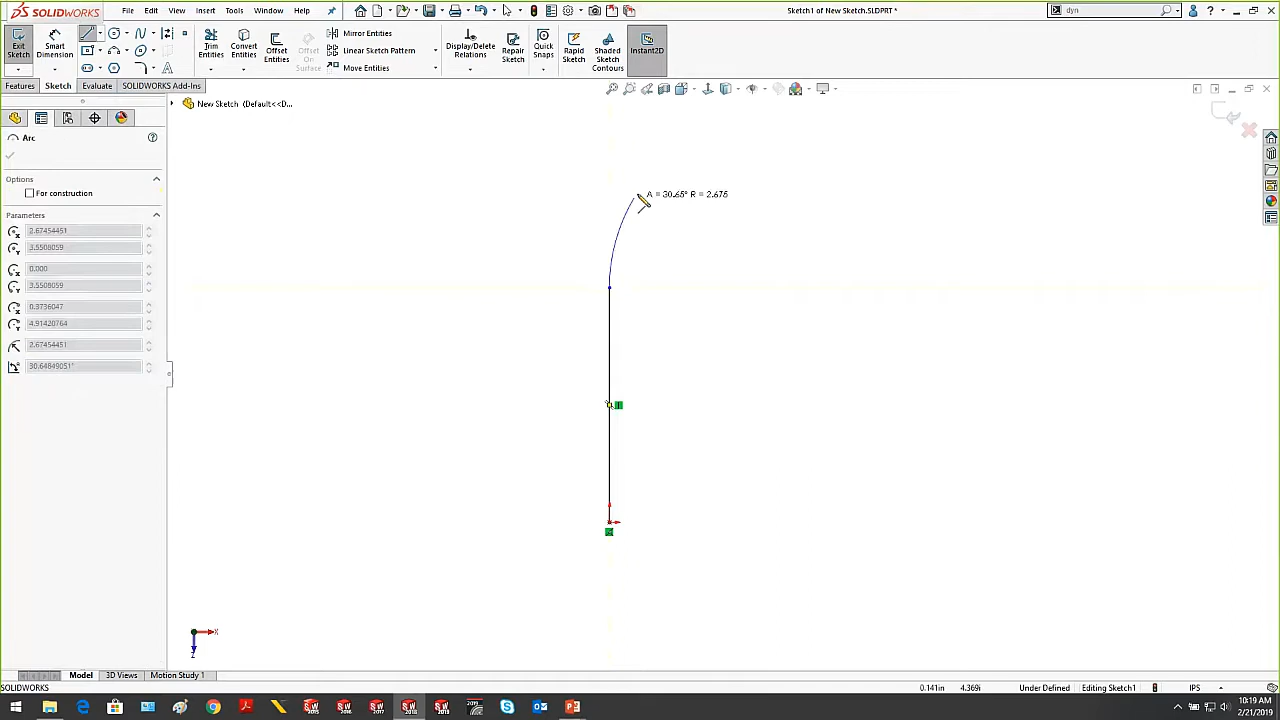 SOLIDWORKS
File Edit View Insert Tools Window Help
Sketch1 of New Sketch.SLDPRT *
dyn
Exit Sketch
Smart Dimension
Trim Entities
Convert Entities
Offset Entities
Offset On Surface
Mirror Entities
Linear Sketch Pattern
Move Entities
Display/Delete Relations
Repair Sketch
Quick Snaps
Rapid Sketch
Shaded Sketch Contours
Instant2D
Features Sketch Evaluate SOLIDWORKS Add-Ins
New Sketch (Default<<D...
Arc
Options
For construction
Parameters
2.67454451
3.5508059
0.000
3.5508059
0.3736047
4.91420764
2.67454451
30.64849051°
A = 30.65° R = 2.675
X
Z
Model 3D Views Motion Study 1
SOLIDWORKS
0.141in 4.369i Under Defined Editing Sketch1 IPS
10:19 AM
2/21/2019